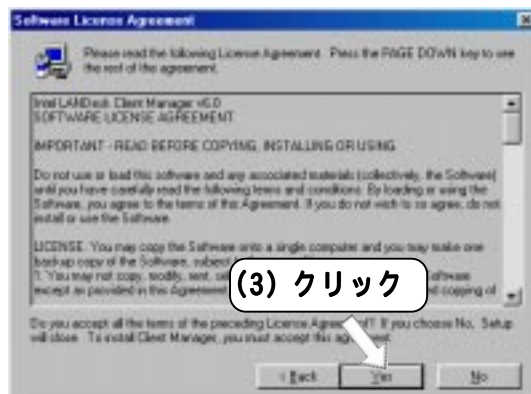 Software License Agreement
Please read the following License Agreement. Press the PAGE DOWN key to see
the rest of the agreement.
Intel LANDesk Client Manager v6.0
SOFTWARE LICENSE AGREEMENT
IMPORTANT - READ BEFORE COPYING, INSTALLING OR USING
Do not use or load this software and any associated materials (collectively, the Software)
until you have carefully read the following terms and conditions. By loading or using the
Software, you agree to the terms of this Agreement. If you do not wish to so agree, do not
install or use the Software.
LICENSE. You may copy the Software onto a single computer and you may make one
backup copy of the Software, subject
1. You may not copy, modify, rent, software
except as provided in this Agreement copying of
(3) クリック
Do you accept all the terms of the preceding License Agreement? If you choose No, Setup
will close. To install Client Manager, you must accept this agreement.
< Back
Yes
No